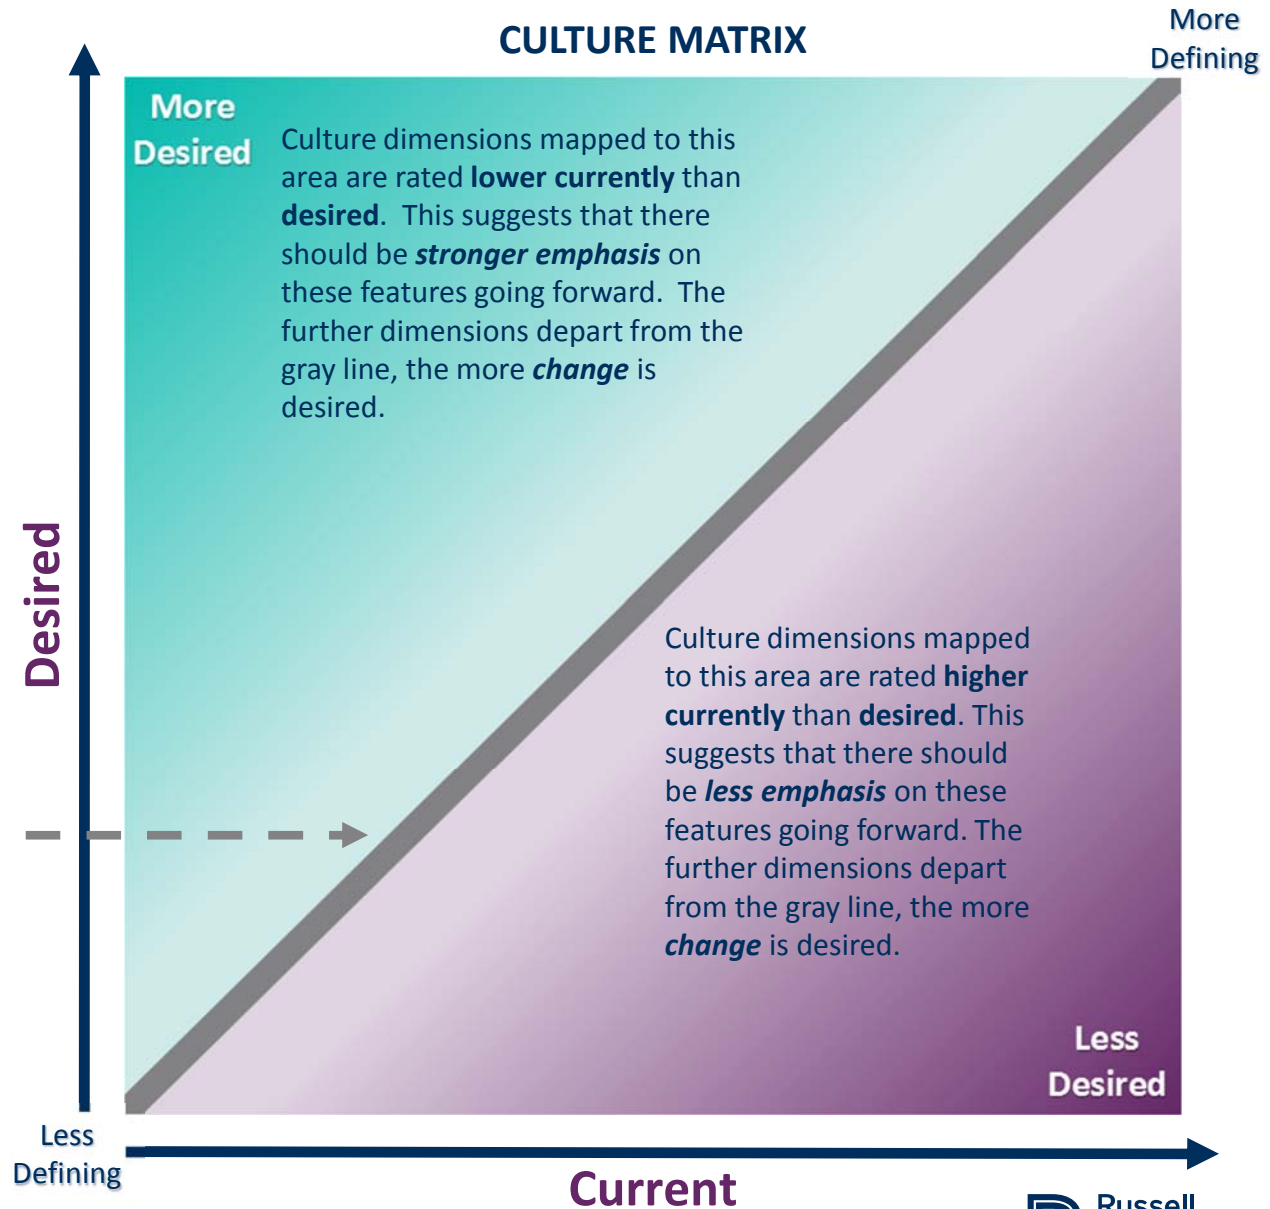 CULTURE MATRIX
More
Defining
More
Desired
Culture dimensions mapped to this
area are rated lower currently than
desired.  This suggests that there
should be stronger emphasis on
these features going forward.  The
further dimensions depart from the
gray line, the more change is
desired.
Desired
Culture dimensions mapped
to this area are rated higher
currently than desired. This
suggests that there should
be less emphasis on these
features going forward. The
further dimensions depart
from the gray line, the more
change is desired.
Less
Desired
Less
Defining
Current
Russell